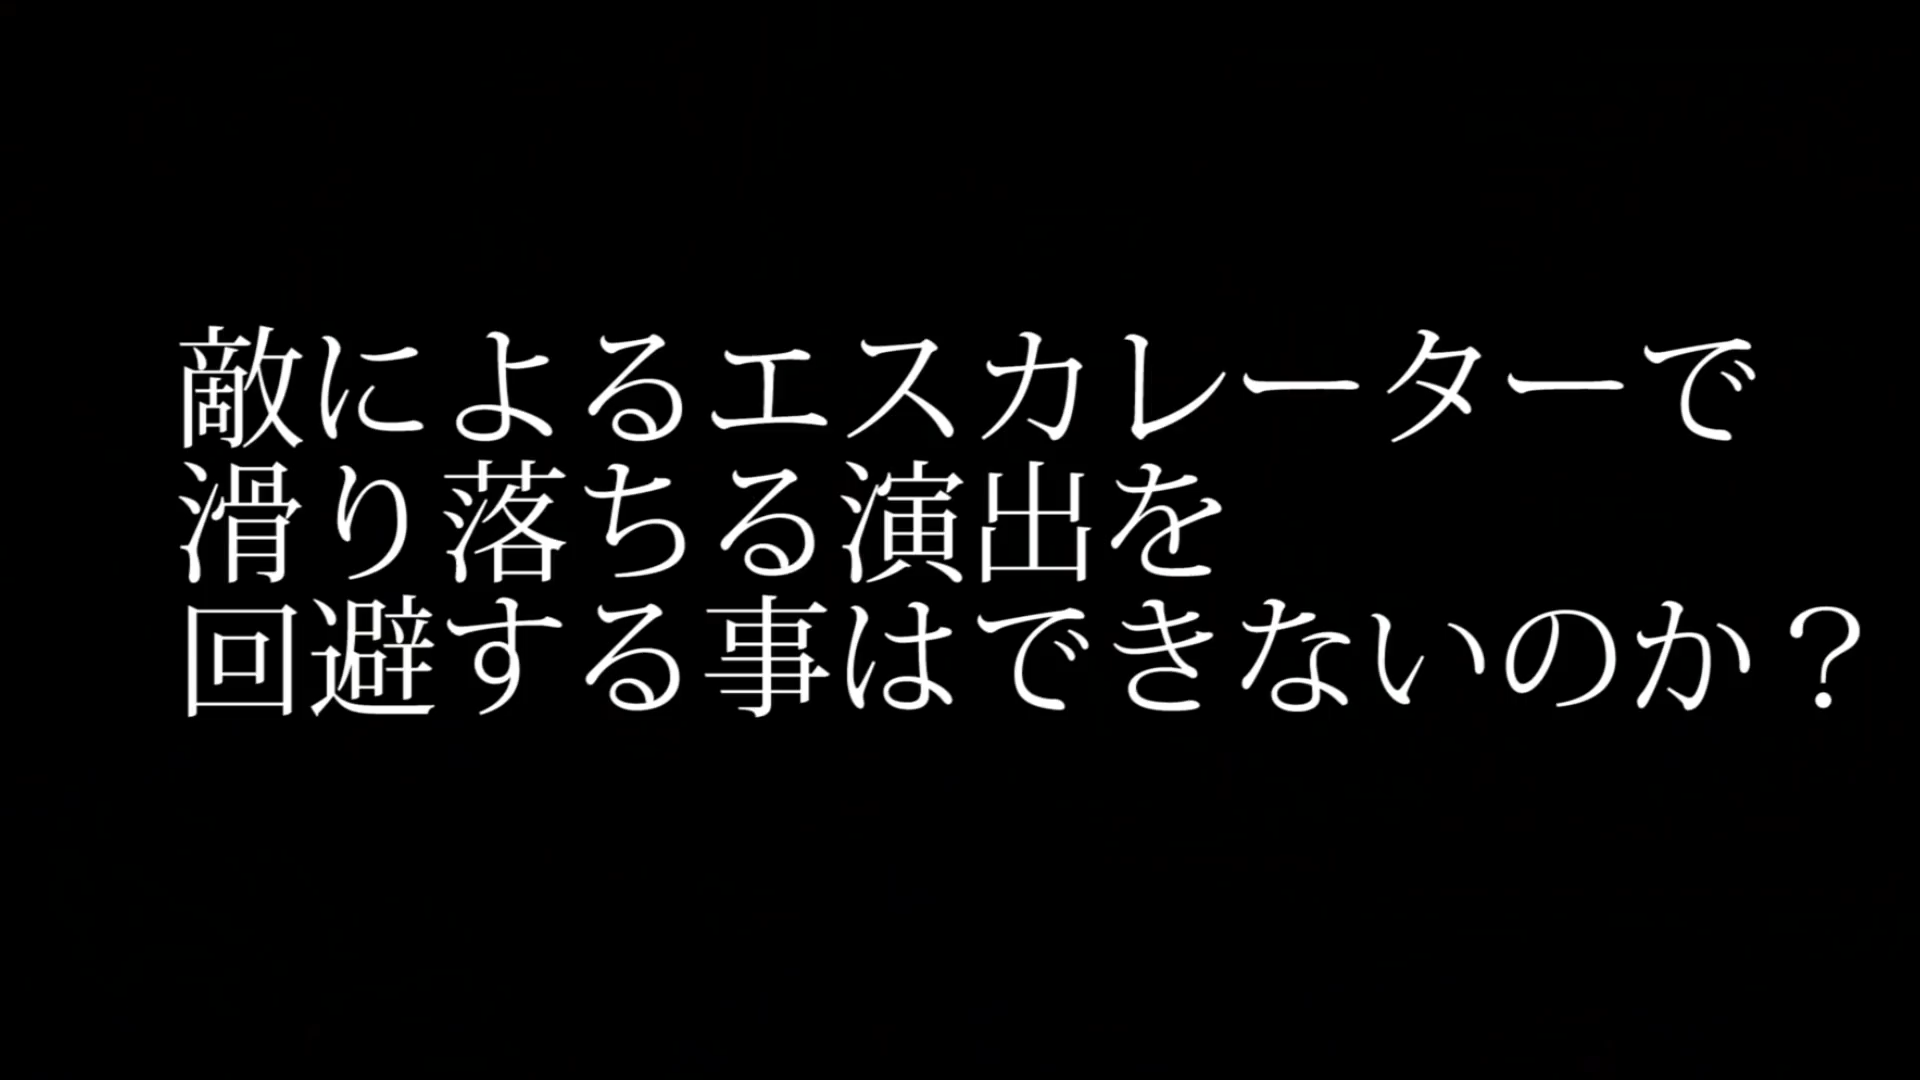 敵によるエスカレーターで
滑り落ちる演出を
回避する事はできないのか？